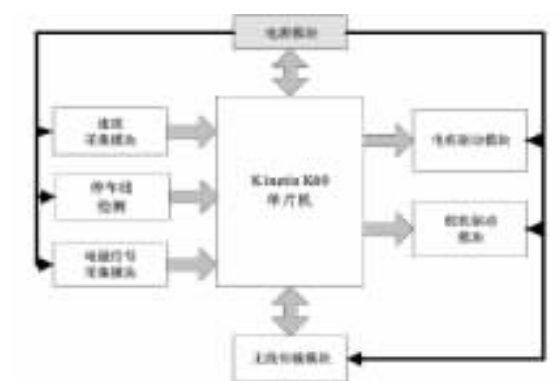 电源模块
速度
采集模块
停车线
检测
电磁信号
采集模块
Kinetis K60
单片机
电机驱动模块
舵机驱动
模块
无线传输模块